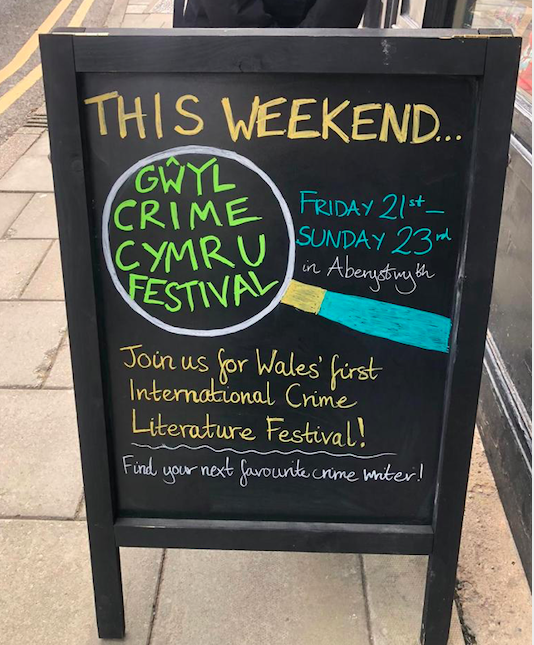 THIS WEEKEND...
GŴYL
CRIME
CYMRU
FESTIVAL
FRIDAY 21st –
SUNDAY 23rd
in Aberystwyth
Join us for Wales' first
International Crime
Literature Festival!
Find your next favourite crime writer!